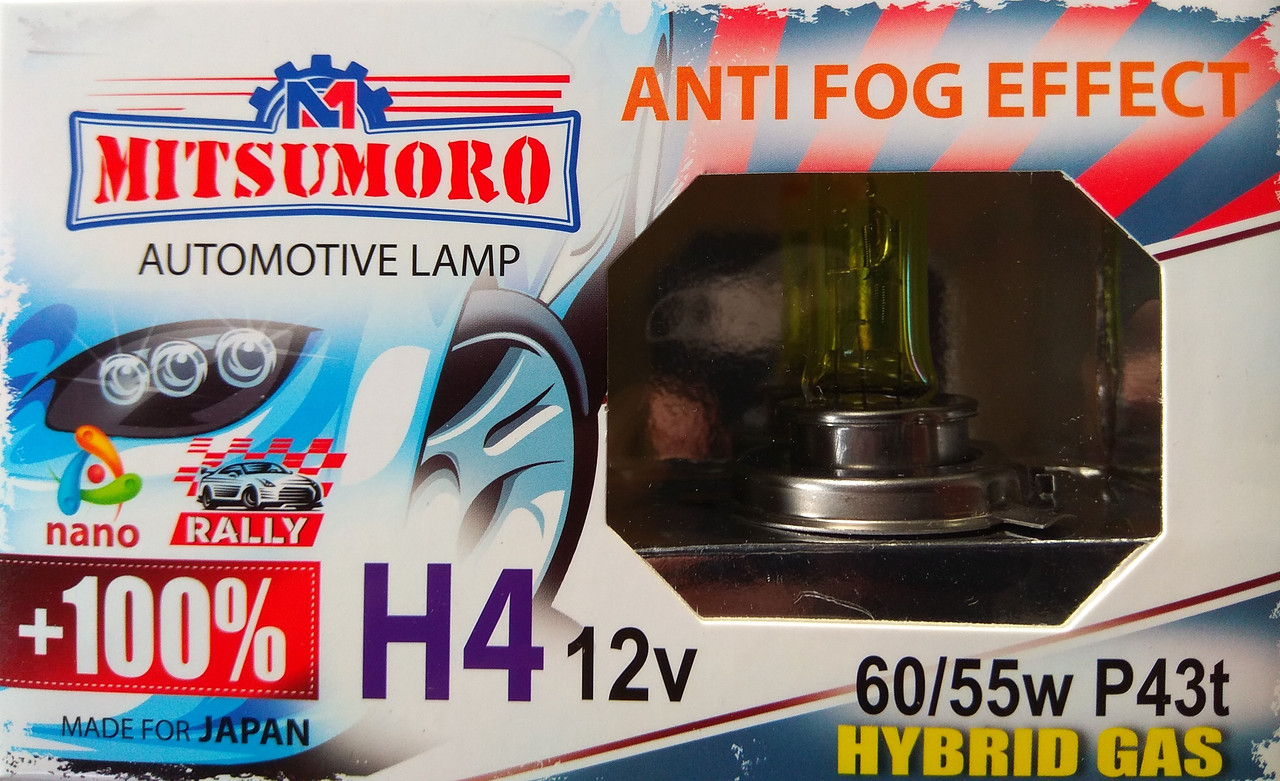 M
MITSUMORO
AUTOMOTIVE LAMP
ANTI FOG EFFECT
nano
RALLY
+100%
MADE FOR JAPAN
H4 12v
60/55w P43t
HYBRID GAS